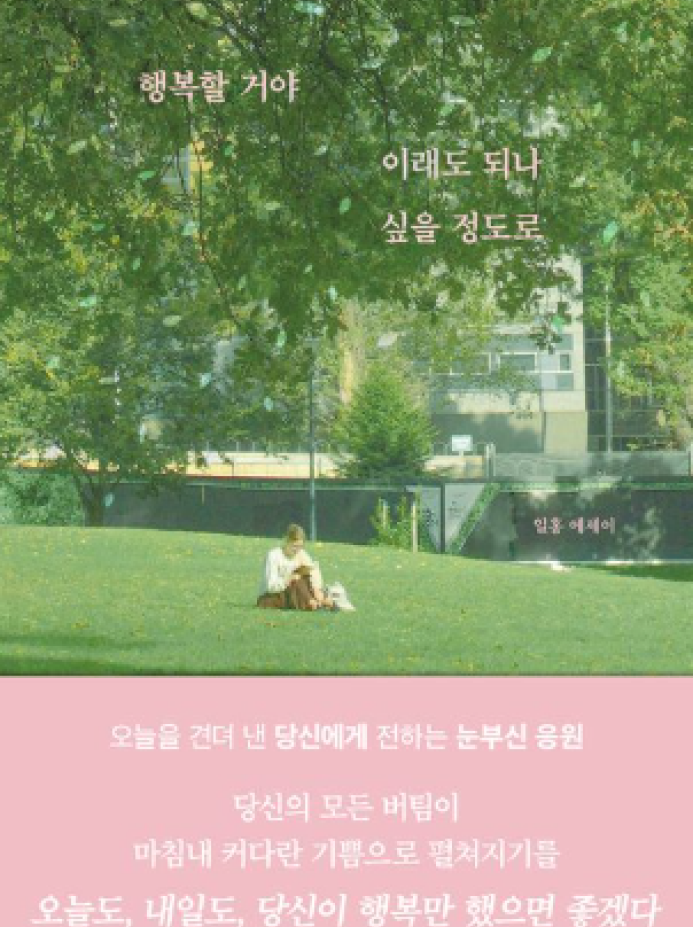 행복할 거야
이래도 되나
싶을 정도로
일홍 에세이
오늘을 견뎌 낸 당신에게 전하는 눈부신 응원
당신의 모든 버팀이
마침내 커다란 기쁨으로 펼쳐지기를
오늘도, 내일도, 당신이 행복만 했으면 좋겠다